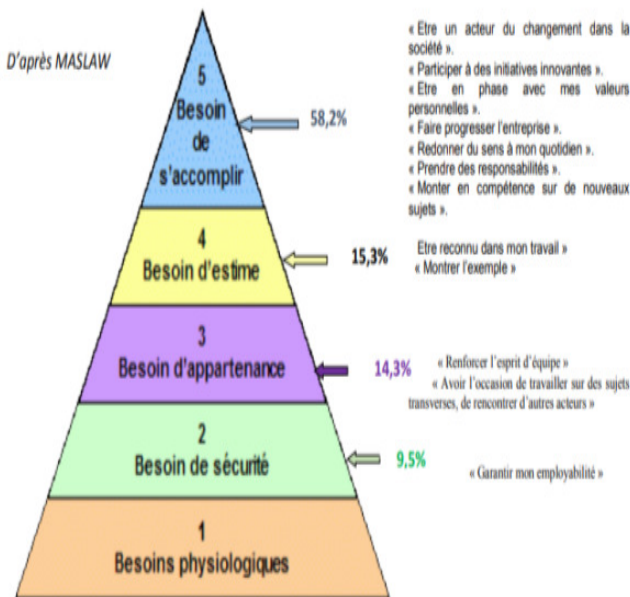 D'après MASLAW
5
Besoin
de
s'accomplir
58,2%
« Etre un acteur du changement dans la
société ».
« Participer à des initiatives innovantes ».
« Etre en phase avec mes valeurs
personnelles ».
« Faire progresser l'entreprise ».
« Redonner du sens à mon quotidien ».
« Prendre des responsabilités ».
« Monter en compétence sur de nouveaux
sujets ».
4
Besoin d'estime
15,3%
Etre reconnu dans mon travail »
« Montrer l'exemple »
3
Besoin d'appartenance
14,3%
« Renforcer l'esprit d'équipe »
« Avoir l'occasion de travailler sur des sujets
transverses, de rencontrer d'autres acteurs »
2
Besoin de sécurité
9,5%
« Garantir mon employabilité »
1
Besoins physiologiques